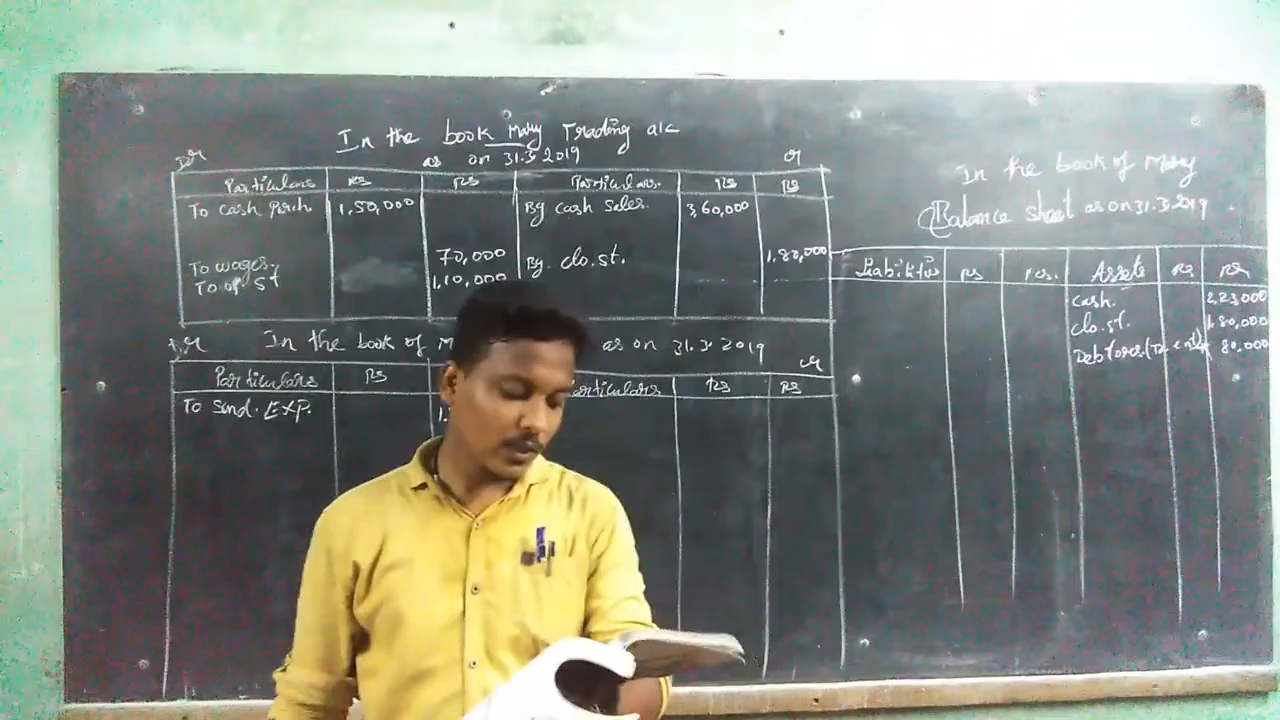 In the book Mary Trading a/c
as on 31.3.2019
Dr
cr
Particulars Rs Rs Particulars. Rs Rs
To cash Purch. 1,50,000 By cash Sales. 3,60,000
To wages. 70,000 By. clo. st. 1,80,000
To op. st 1,10,000
Dr In the book of as on 31.3.2019 cr
Particulars Rs articulars Rs Rs
To Sund. EXP.
In the book of Mary
Balance sheet as on 31.3.2019
Liabilities Rs Rs. Assets Rs Rs
cash. 2,23,000
clo. st. 1,80,000
80,000